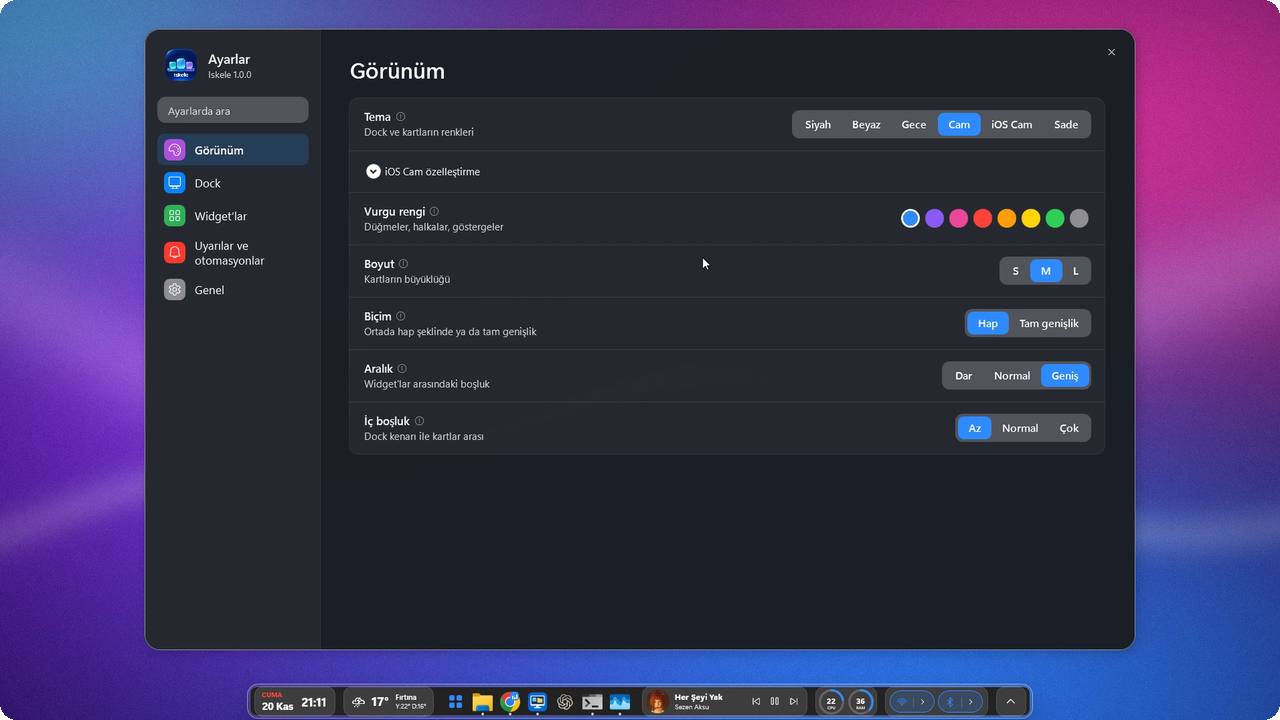 Ayarlar
Iskele 1.0.0
Ayarlarda ara
Görünüm
Dock
Widget'lar
Uyarılar ve
otomasyonlar
Genel
Görünüm
Tema
Dock ve kartların renkleri
Siyah Beyaz Gece Cam iOS Cam Sade
iOS Cam özelleştirme
Vurgu rengi
Düğmeler, halkalar, göstergeler
Boyut
Kartların büyüklüğü
S M L
Biçim
Ortada hap şeklinde ya da tam genişlik
Hap Tam genişlik
Aralık
Widget'lar arasındaki boşluk
Dar Normal Geniş
İç boşluk
Dock kenarı ile kartlar arası
Az Normal Çok
CUMA
20 Kas
21:11
17°
Fırtına
Y:22° D:16°
Her Şeyi Yak
Sezen Aksu
22
CPU
36
RAM